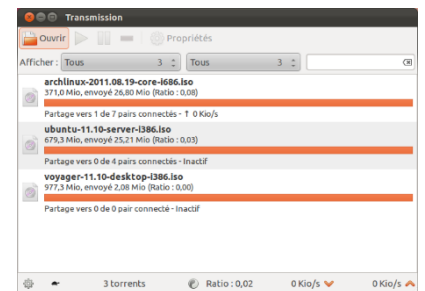 Transmission
Ouvrir Propriétés
Afficher : Tous 3 Tous 3
archlinux-2011.08.19-core-i686.iso
371,0 Mio, envoyé 26,80 Mio (Ratio : 0,08)
Partage vers 1 de 7 pairs connectés - ↑ 0 Kio/s
ubuntu-11.10-server-i386.iso
679,3 Mio, envoyé 25,21 Mio (Ratio : 0,03)
Partage vers 0 de 4 pairs connectés - Inactif
voyager-11.10-desktop-i386.iso
977,3 Mio, envoyé 2,08 Mio (Ratio : 0,00)
Partage vers 0 de 0 pair connecté - Inactif
3 torrents Ratio : 0,02 0 Kio/s 0 Kio/s